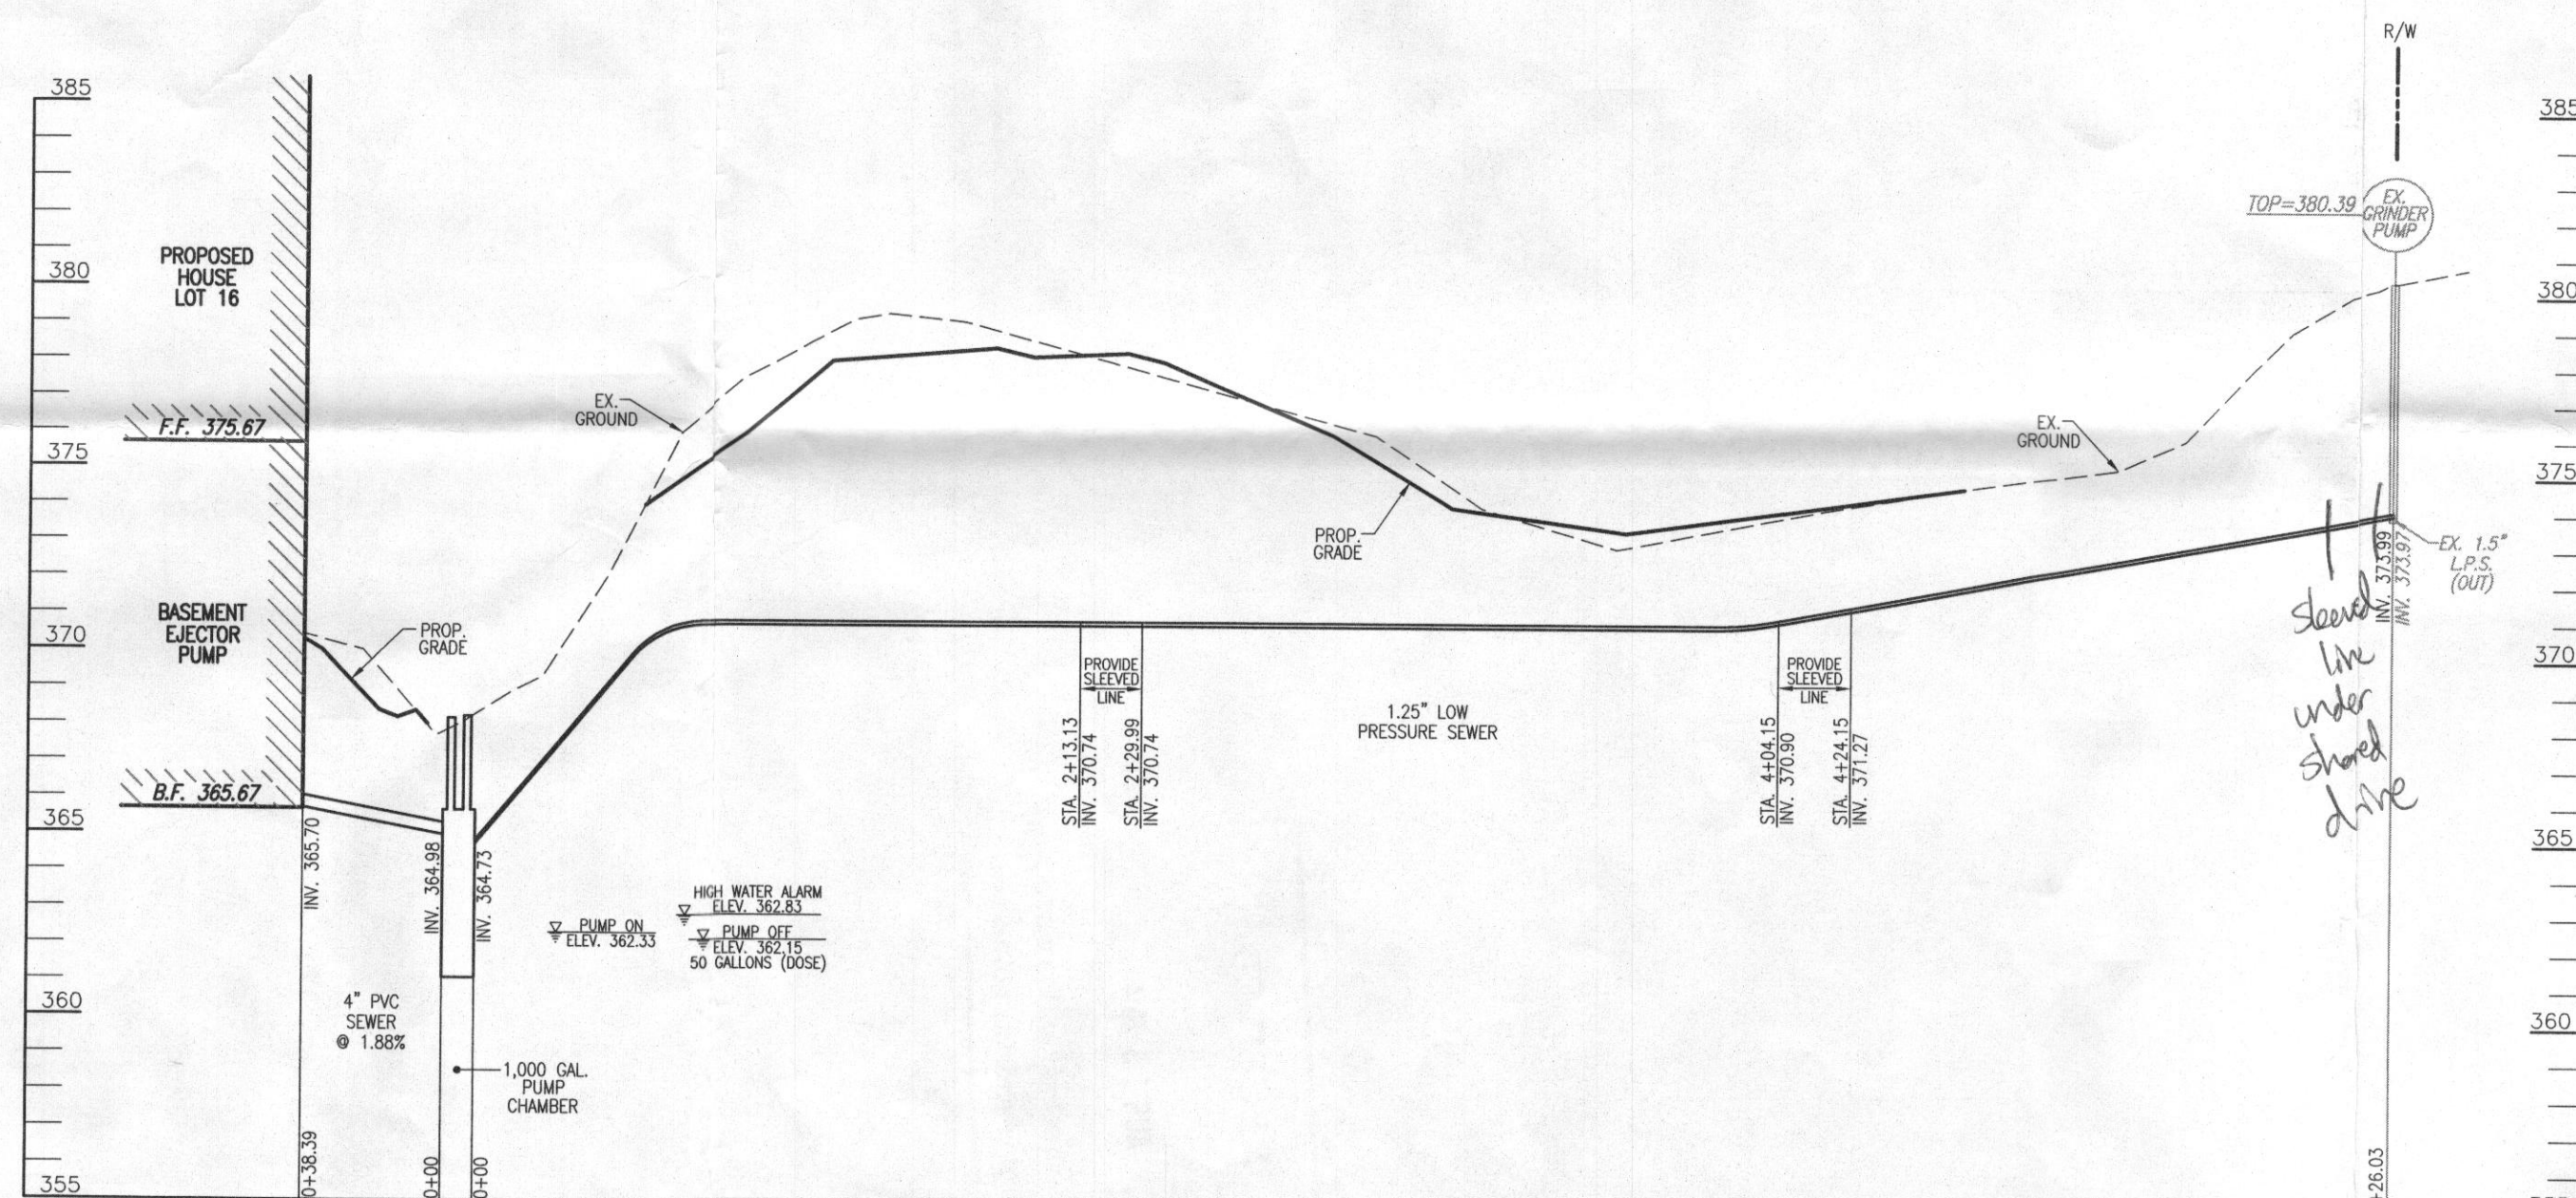 R/W
385
385
TOP=380.39
EX.
GRINDER
PUMP
PROPOSED
HOUSE
LOT 16
380
380
EX.
GROUND
F.F. 375.67
EX.
GROUND
375
375
PROP.
GRADE
INV. 373.99
INV. 373.97
EX. 1.5"
L.P.S.
(OUT)
BASEMENT
EJECTOR
PUMP
PROP.
GRADE
370
370
sleeved
line
under
shared
drive
PROVIDE
SLEEVED
LINE
PROVIDE
SLEEVED
LINE
1.25" LOW
PRESSURE SEWER
STA. 2+13.13
INV. 370.74
STA. 2+29.99
INV. 370.74
STA. 4+04.15
INV. 370.90
STA. 4+24.15
INV. 371.27
B.F. 365.67
365
365
INV. 365.70
INV. 364.98
INV. 364.73
HIGH WATER ALARM
ELEV. 362.83
PUMP ON
ELEV. 362.33
PUMP OFF
ELEV. 362.15
50 GALLONS (DOSE)
360
360
4" PVC
SEWER
@ 1.88%
1,000 GAL.
PUMP
CHAMBER
0+38.39
0+00
0+00
+26.03
355